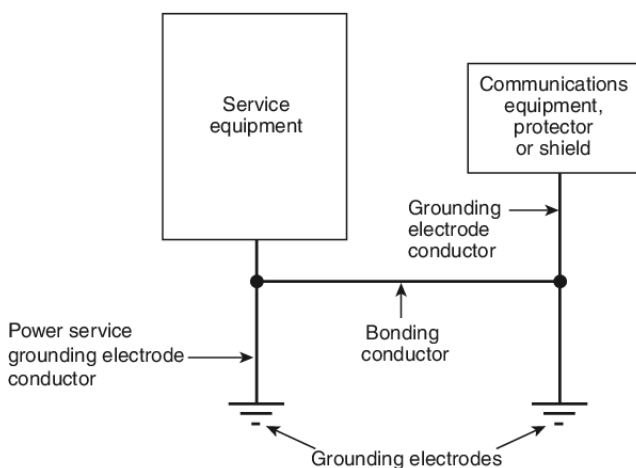 Service
equipment
Communications
equipment,
protector
or shield
Grounding
electrode
conductor
Power service
grounding electrode
conductor
Bonding
conductor
Grounding electrodes